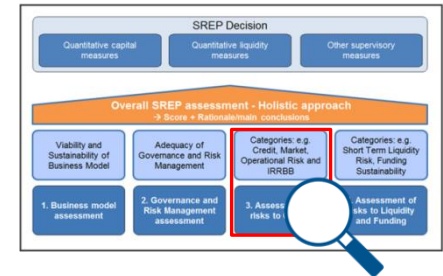 SREP Decision
Quantitative capital
measures
Quantitative liquidity
measures
Other supervisory
measures
Overall SREP assessment - Holistic approach
→ Score + Rationale/main conclusions
Viability and
Sustainability of
Business Model
Adequacy of
Governance and Risk
Management
Categories: e.g.
Credit, Market,
Operational Risk and
IRRBB
Categories: e.g.
Short Term Liquidity
Risk, Funding
Sustainability
1. Business model
assessment
2. Governance and
Risk Management
assessment
3.
risks to
Assessment of
to Liquidity
and Funding